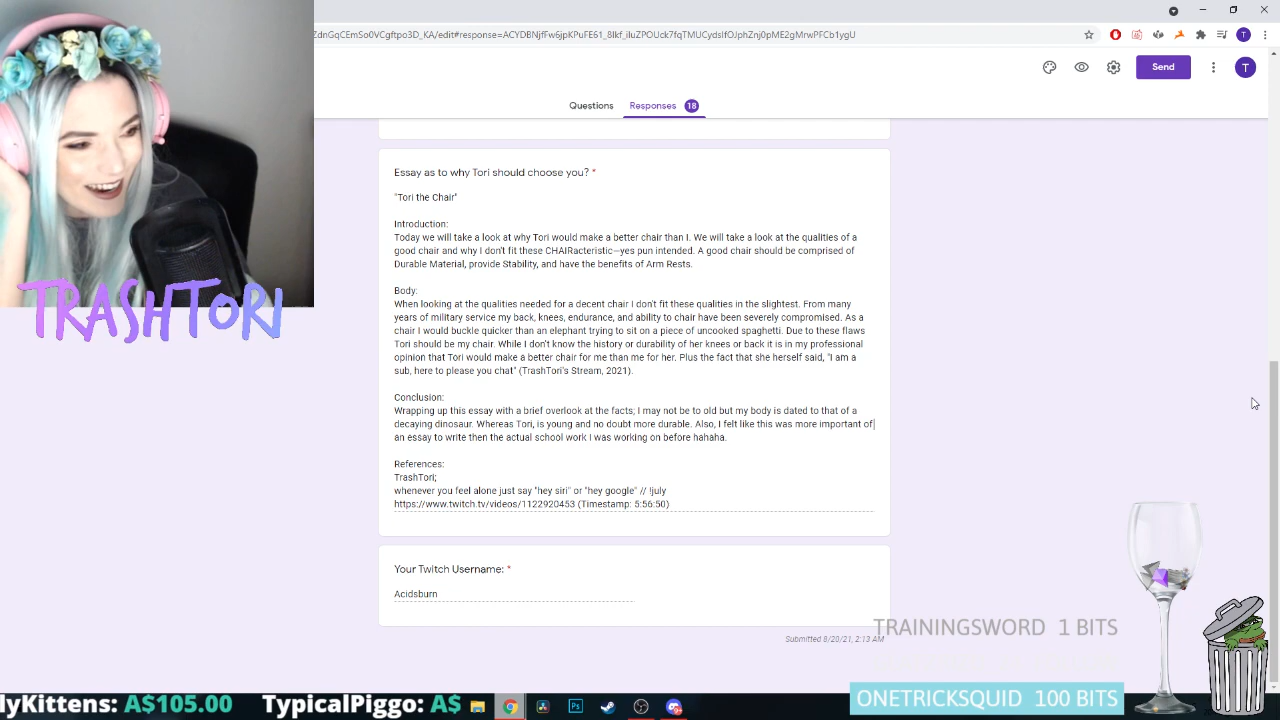 ZdnGqCEmSo0VCgftpo3D_KA/edit#response=ACYDBNjfFw6jpKPuFE61_8lkf_iluZPOUck7fqTMUCydsIfOJphZnj0pME2gMrwPFCb1ygU
T
Send
T
Questions Responses 18
Essay as to why Tori should choose you? *
"Tori the Chair"
Introduction:
Today we will take a look at why Tori would make a better chair than I. We will take a look at the qualities of a
good chair and why I don't fit these CHAIRacteristic—yes pun intended. A good chair should be comprised of
Durable Material, provide Stability, and have the benefits of Arm Rests.
Body:
When looking at the qualities needed for a decent chair I don't fit these qualities in the slightest. From many
years of military service my back, knees, endurance, and ability to chair have been severely compromised. As a
chair I would buckle quicker than an elephant trying to sit on a piece of uncooked spaghetti. Due to these flaws
Tori should be my chair. While I don't know the history or durability of her knees or back it is in my professional
opinion that Tori would make a better chair for me than me for her. Plus the fact that she herself said, "I am a
sub, here to please you chat" (TrashTori's Stream, 2021).
Conclusion:
Wrapping up this essay with a brief overlook at the facts; I may not be to old but my body is dated to that of a
decaying dinosaur. Whereas Tori, is young and no doubt more durable. Also, I felt like this was more important of
an essay to write then the actual school work I was working on before hahaha.
References:
TrashTori;
whenever you feel alone just say "hey siri" or "hey google" // !july
https://www.twitch.tv/videos/1122920453 (Timestamp: 5:56:50)
Your Twitch Username: *
Acidsburn
Submitted 8/20/21, 2:13 AM
TRASHTORI
TRAININGSWORD 1 BITS
ONETRICKSQUID 100 BITS
lyKittens: A$105.00 TypicalPiggo: A$
Ps